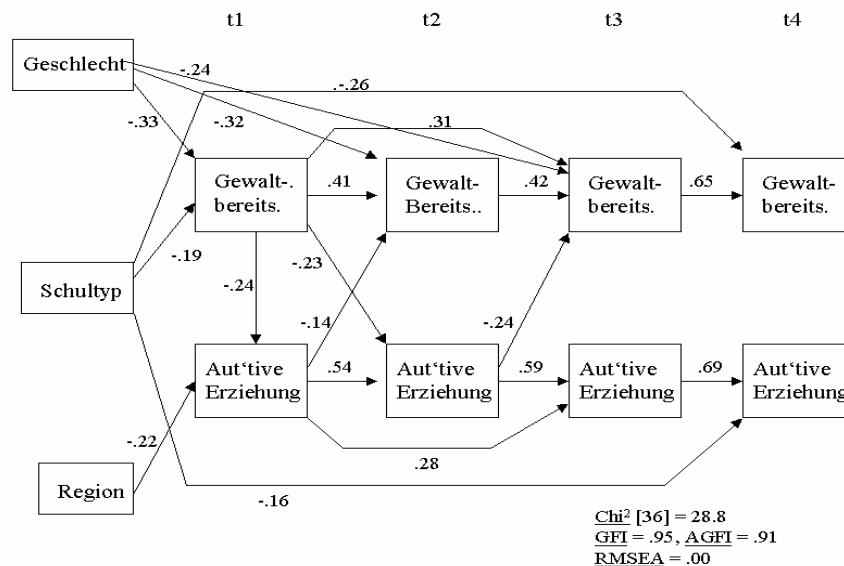 t1 t2 t3 t4
Geschlecht
-.24
.-.26
-.33
-.32
.31
Gewalt-.
bereits.
.41
Gewalt-
Bereits..
.42
Gewalt-
bereits.
.65
Gewalt-
bereits.
-.19
-.23
Schultyp
-.24
-.14
-.24
Aut‘tive
Erziehung
.54
Aut‘tive
Erziehung
.59
Aut‘tive
Erziehung
.69
Aut‘tive
Erziehung
-.22
.28
Region
-.16
Chi² [36] = 28.8
GFI = .95, AGFI = .91
RMSEA = .00